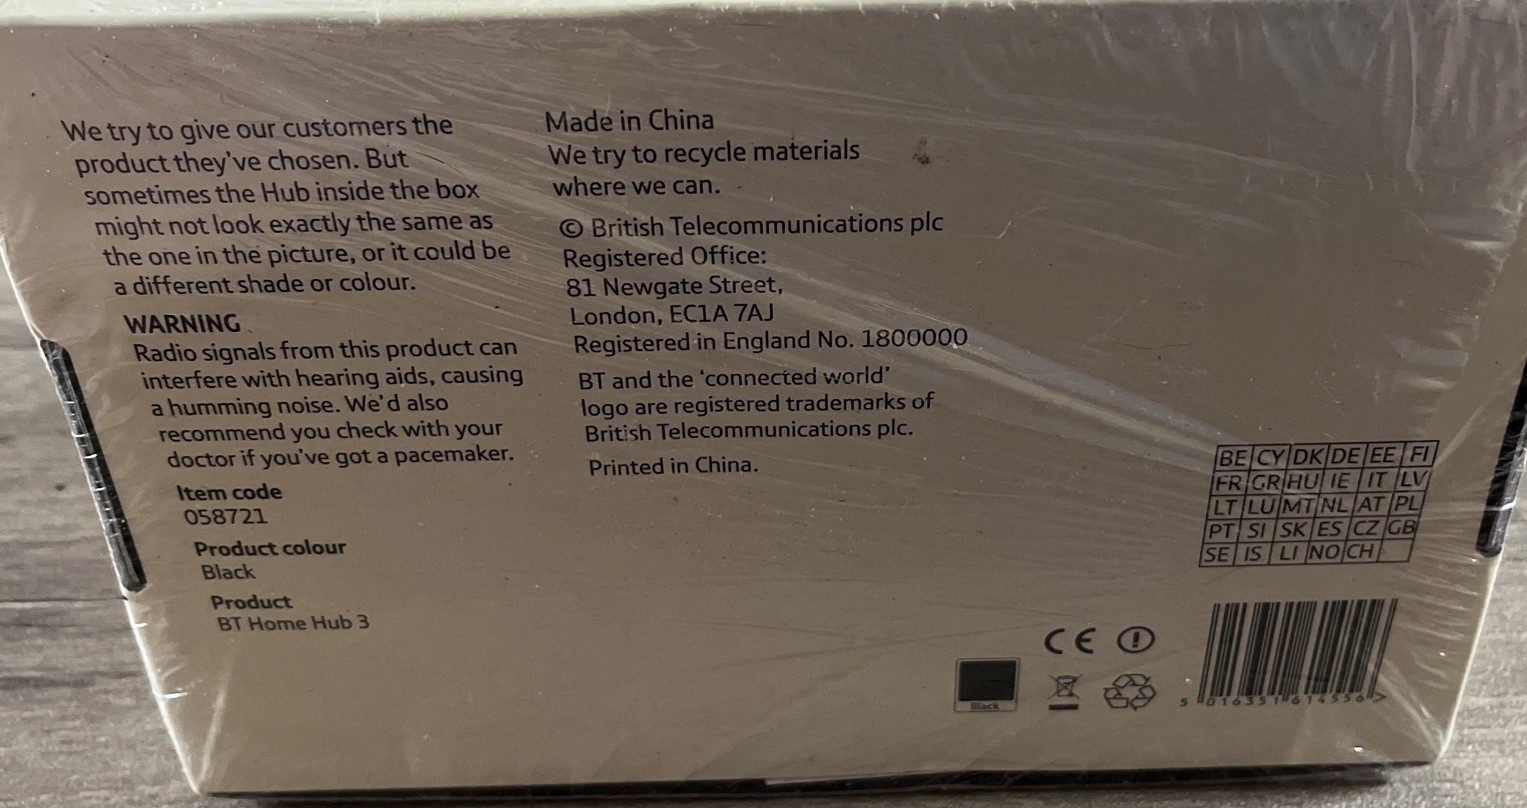 We try to give our customers the
product they've chosen. But
sometimes the Hub inside the box
might not look exactly the same as
the one in the picture, or it could be
a different shade or colour.
WARNING
Radio signals from this product can
interfere with hearing aids, causing
a humming noise. We'd also
recommend you check with your
doctor if you've got a pacemaker.
Item code
058721
Product colour
Black
Product
BT Home Hub 3
Made in China
We try to recycle materials
where we can.
© British Telecommunications plc
Registered Office:
81 Newgate Street,
London, EC1A 7AJ
Registered in England No. 1800000
BT and the 'connected world'
logo are registered trademarks of
British Telecommunications plc.
Printed in China.
BE CY DK DE EE FI
FR GR HU IE IT LV
LT LU MT NL AT PL
PT SI SK ES CZ GB
SE IS LI NO CH
CE
Black
5 016351 614556 >